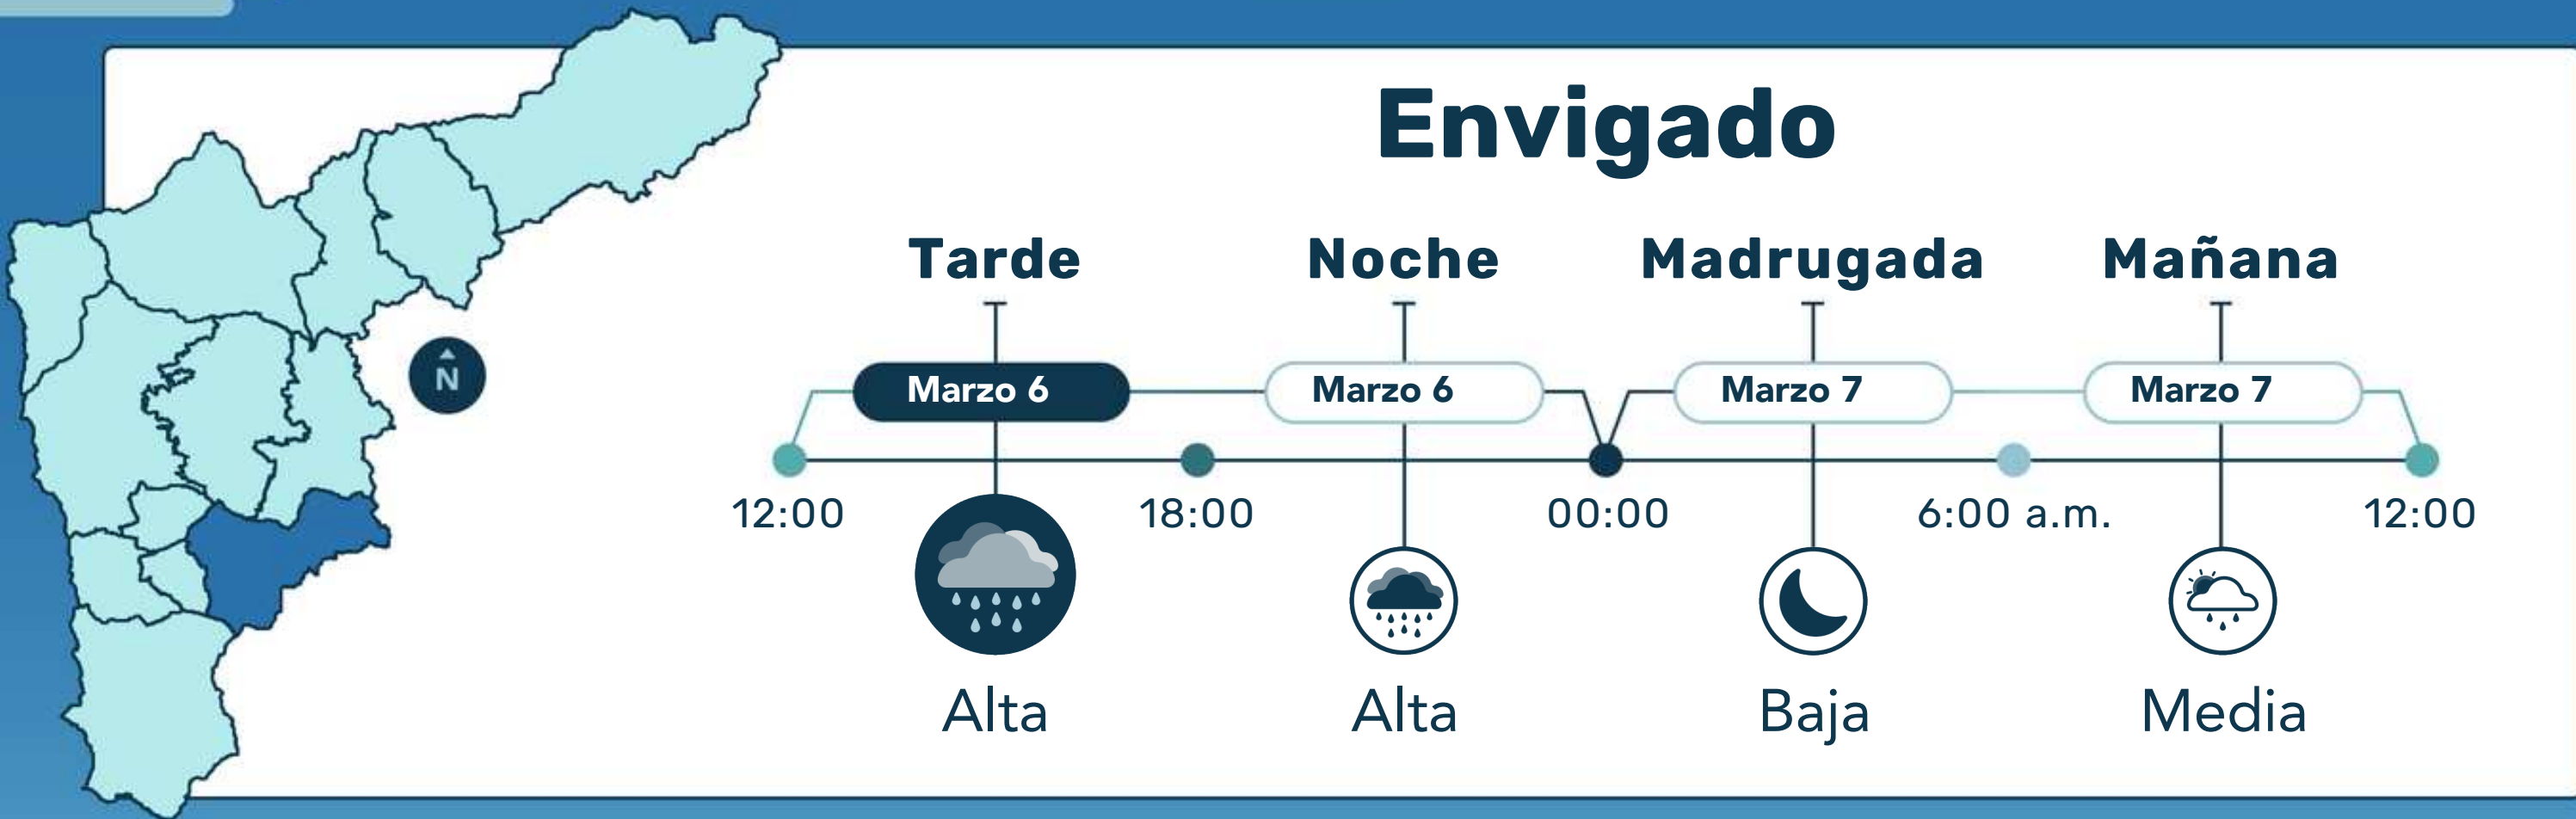 Envigado
Tarde Noche Madrugada Mañana
N
Marzo 6 Marzo 6 Marzo 7 Marzo 7
12:00 18:00 00:00 6:00 a.m. 12:00
Alta Alta Baja Media